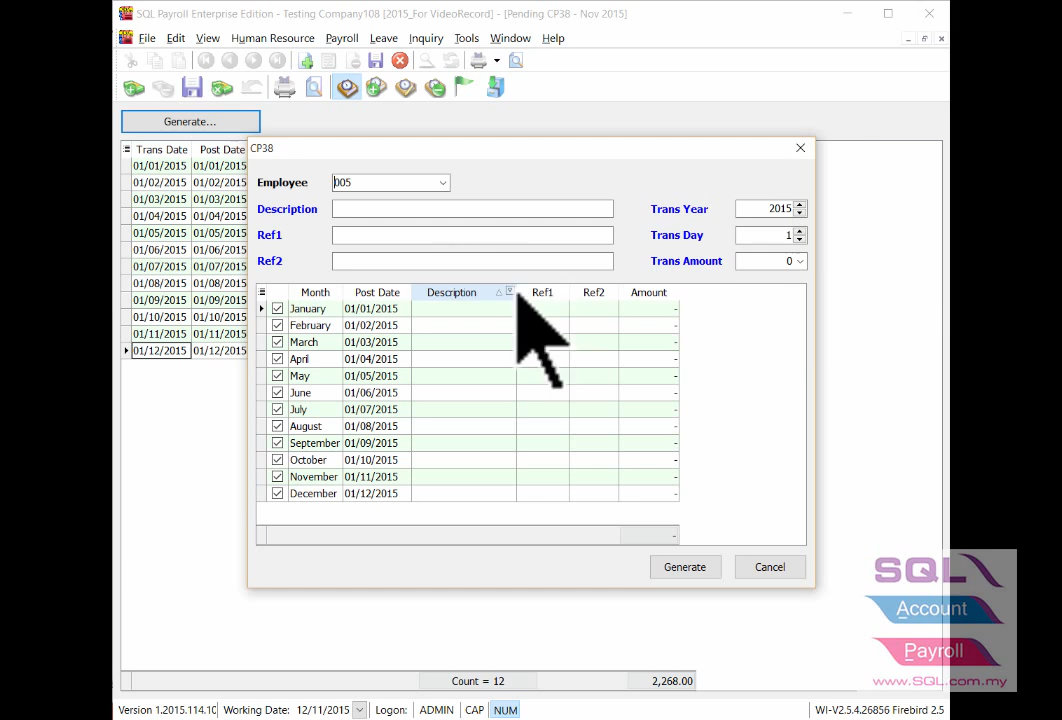 SQL Payroll Enterprise Edition - Testing Company108 [2015_For VideoRecord] - [Pending CP38 - Nov 2015]
File Edit View Human Resource Payroll Leave Inquiry Tools Window Help
Generate...
Trans Date Post Date
01/01/2015 01/01/2015
01/02/2015 01/02/2015
01/03/2015 01/03/2015
01/04/2015 01/04/2015
01/05/2015 01/05/2015
01/06/2015 01/06/2015
01/07/2015 01/07/2015
01/08/2015 01/08/2015
01/09/2015 01/09/2015
01/10/2015 01/10/2015
01/11/2015 01/11/2015
01/12/2015 01/12/2015
CP38
Employee 005
Description Trans Year 2015
Ref1 Trans Day 1
Ref2 Trans Amount 0
Month Post Date Description Ref1 Ref2 Amount
January 01/01/2015 -
February 01/02/2015 -
March 01/03/2015 -
April 01/04/2015 -
May 01/05/2015 -
June 01/06/2015 -
July 01/07/2015 -
August 01/08/2015 -
September 01/09/2015 -
October 01/10/2015 -
November 01/11/2015 -
December 01/12/2015 -
-
Generate Cancel
SQL
Account
Payroll
www.SQL.com.my
Count = 12 2,268.00
Version 1.2015.114.10 Working Date: 12/11/2015 Logon: ADMIN CAP NUM WI-V2.5.4.26856 Firebird 2.5